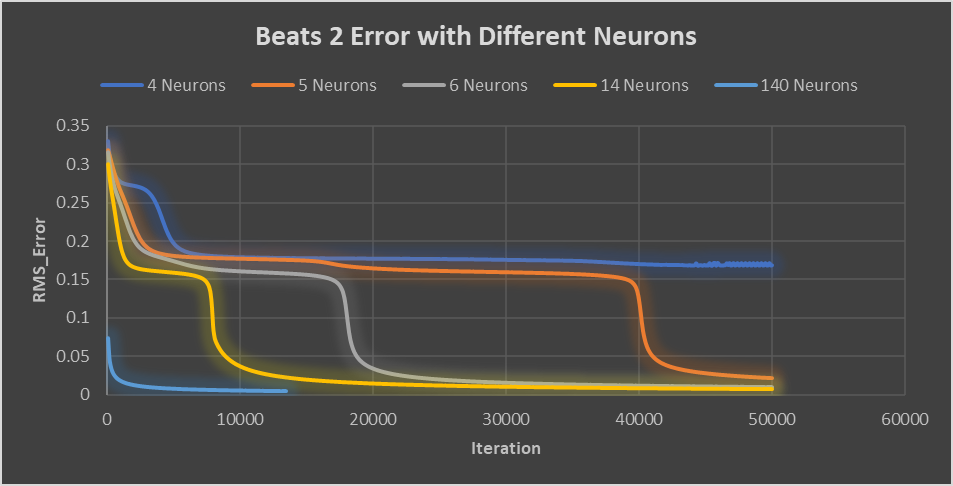 Beats 2 Error with Different Neurons
4 Neurons 5 Neurons 6 Neurons 14 Neurons 140 Neurons
0.35
0.3
0.25
0.2
0.15
0.1
0.05
0
RMS_Error
0 10000 20000 30000 40000 50000 60000
Iteration